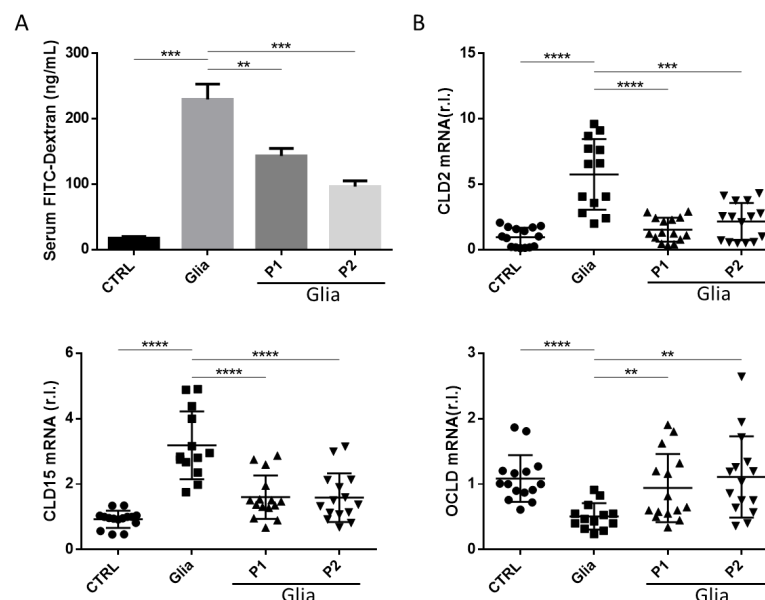 A
Serum FITC-Dextran (ng/mL)
300
200
100
0
***
***
**
CTRL
Glia
P1
P2
Glia
B
CLD2 mRNA(r.l.)
15
10
5
0
****
***
****
CTRL
Glia
P1
P2
Glia
CLD15 mRNA (r.l.)
6
4
2
0
****
****
****
CTRL
Glia
P1
P2
Glia
OCLD mRNA(r.l.)
3
2
1
0
****
**
**
CTRL
Glia
P1
P2
Glia